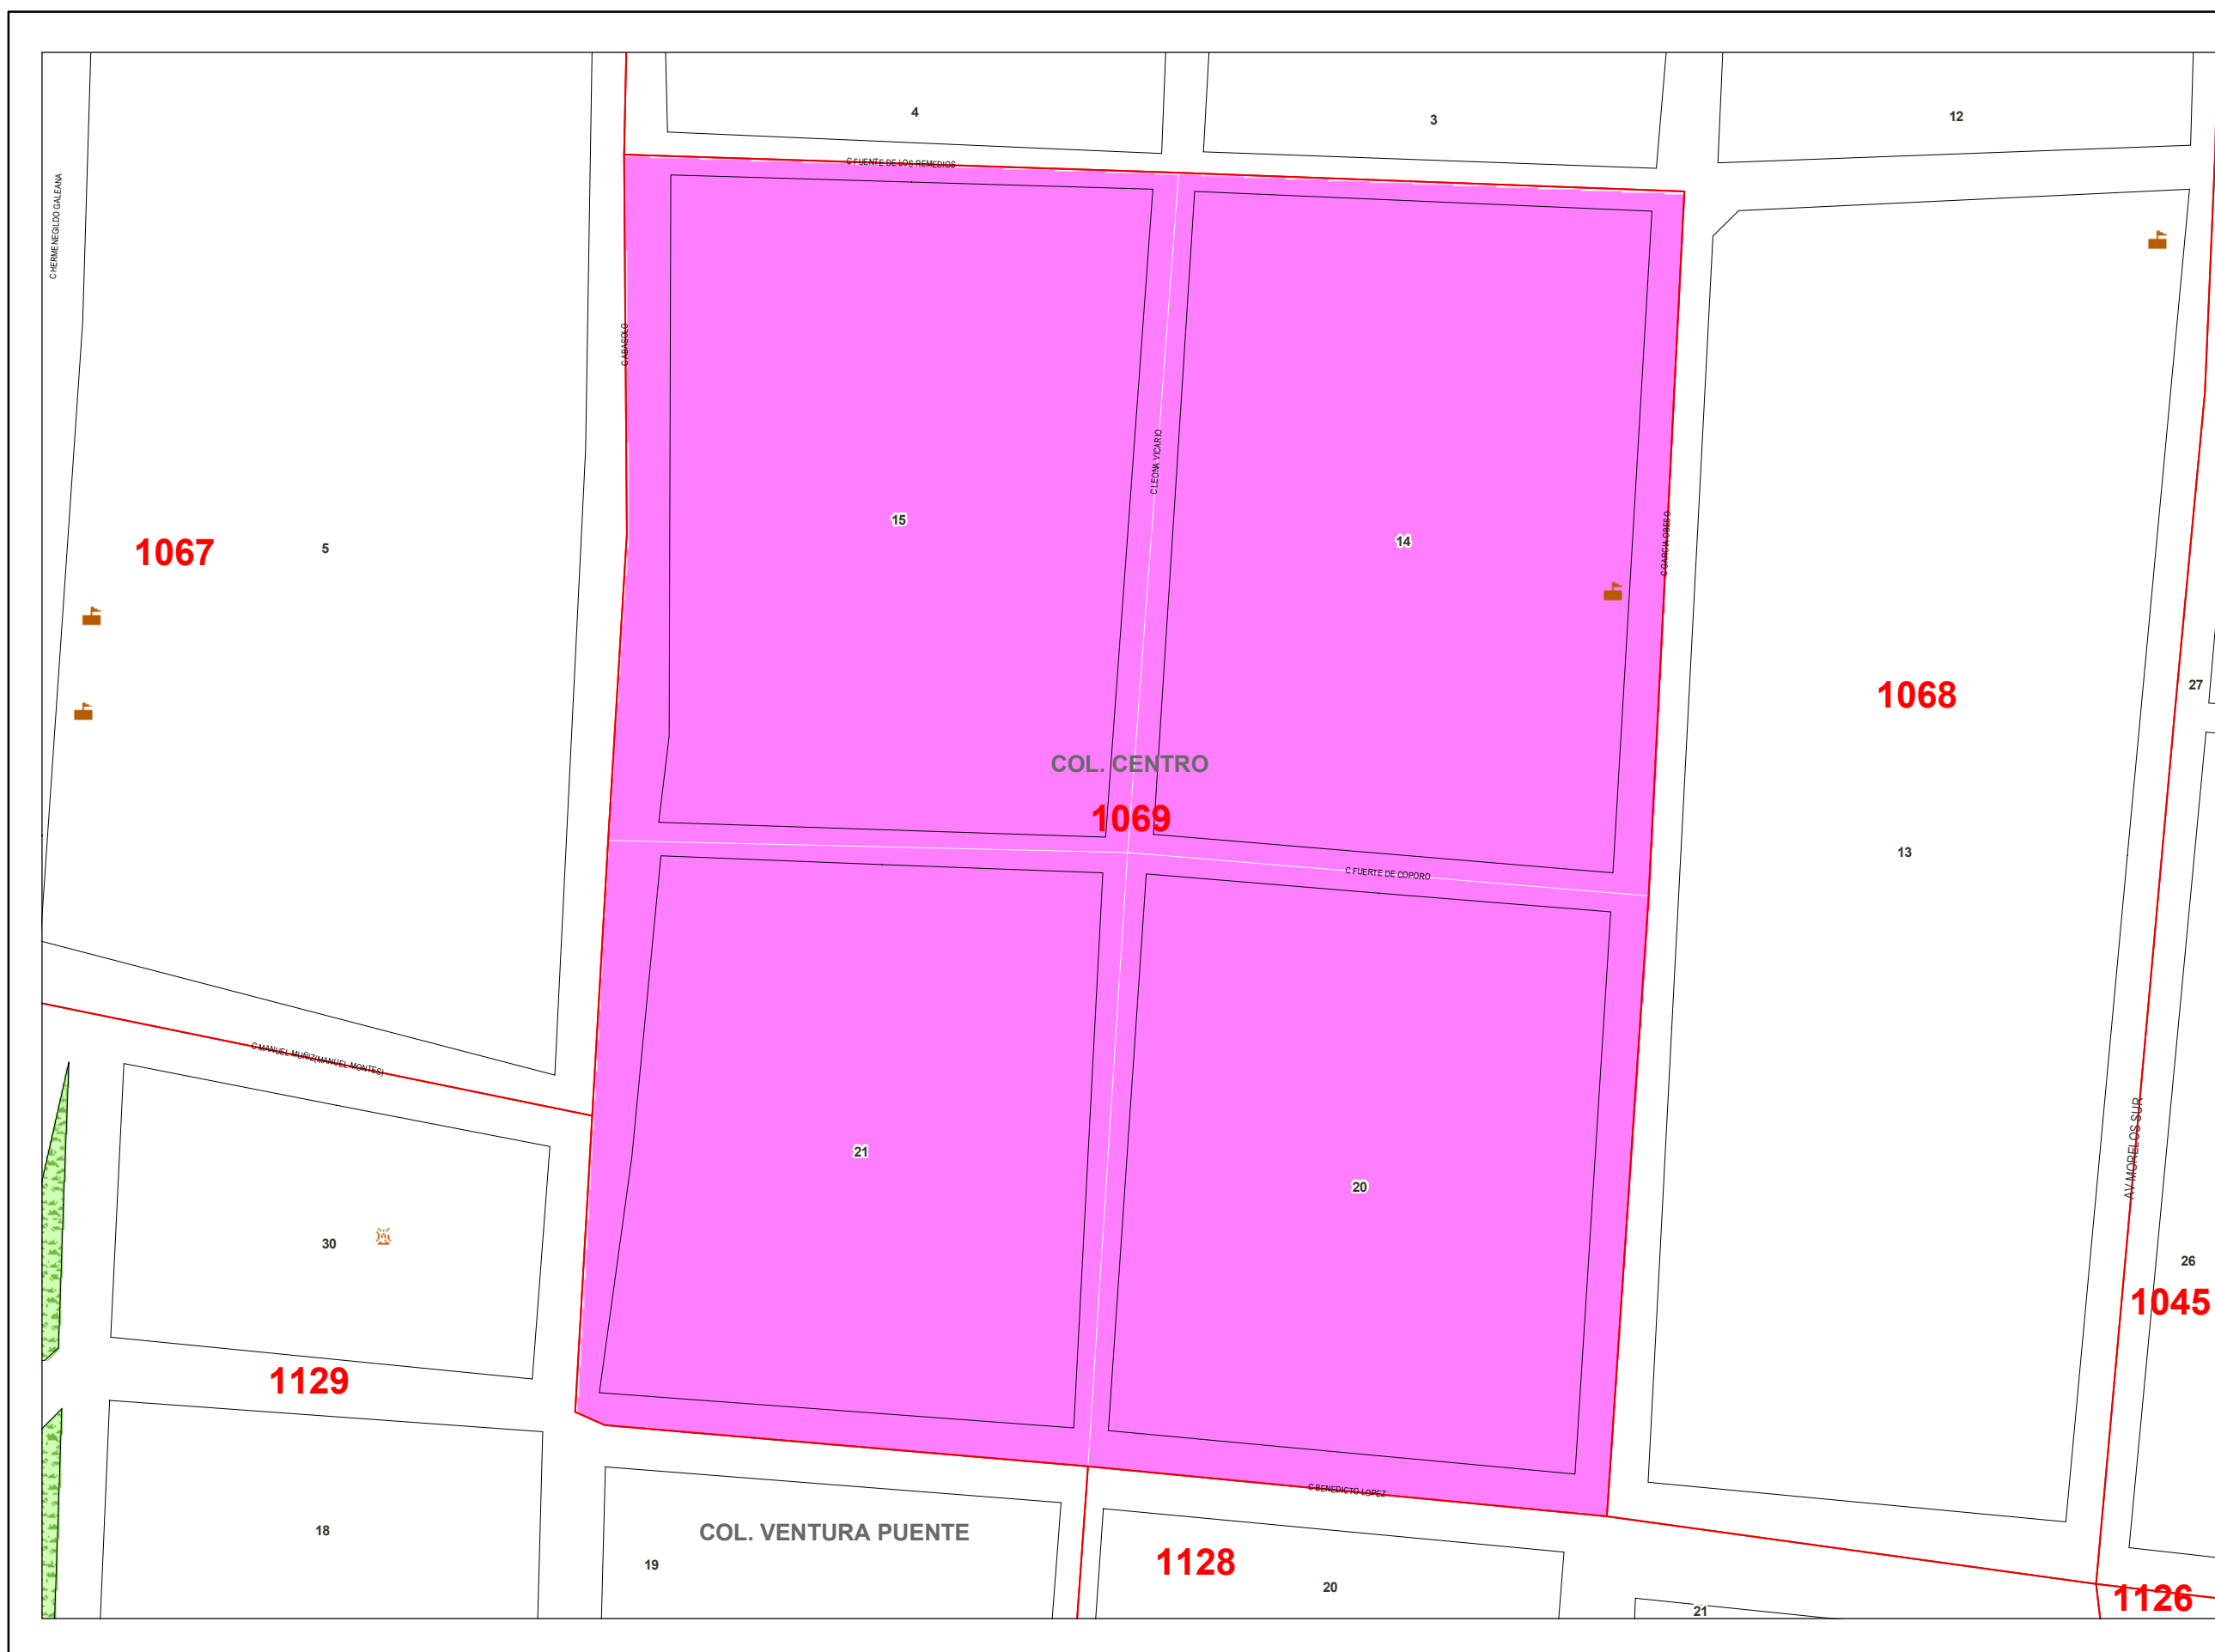 4
3
12
C FUENTE DE LOS REMEDIOS
C HERMENEGILDO GALEANA
C ABASOLO
C LEONA VICARIO
15
14
C GARCIA OBESO
1067
5
1068
27
COL. CENTRO
1069
13
C FUERTE DE COPORO
C MANUEL MUÑIZ(MANUEL MONTES)
AV MORELOS SUR
21
20
30
26
1045
1129
C BENEDICTO LOPEZ
18
COL. VENTURA PUENTE
19
1128
20
21
1126